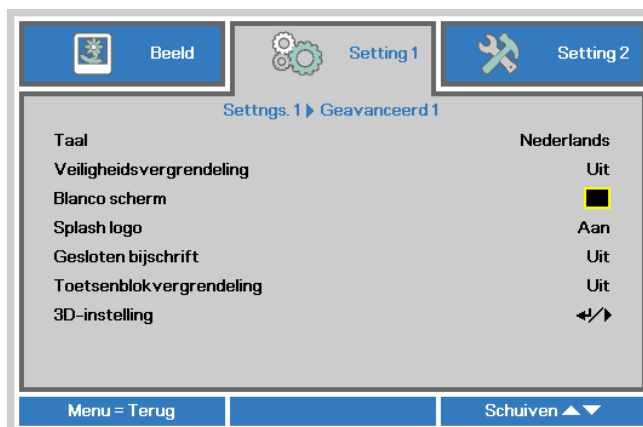 Beeld
Setting 1
Setting 2
Settngs. 1 Geavanceerd 1
Taal Nederlands
Veiligheidsvergrendeling Uit
Blanco scherm
Splash logo Aan
Gesloten bijschrift Uit
Toetsenblokvergrendeling Uit
3D-instelling
Menu = Terug
Schuiven